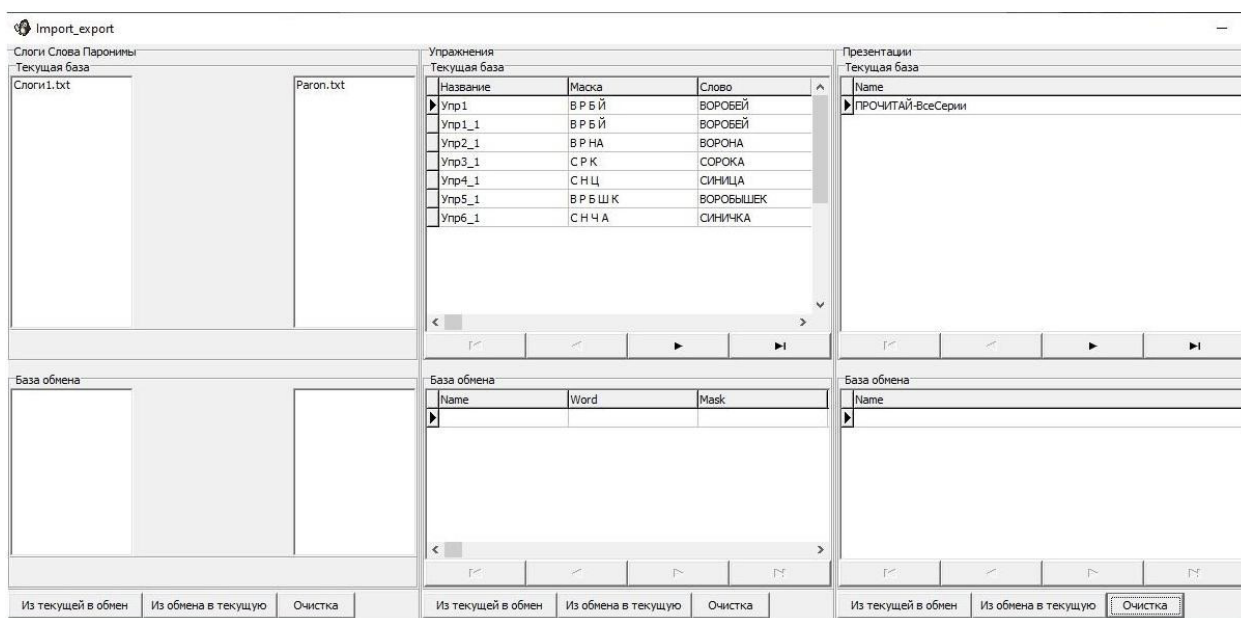 Import_export
Слоги Слова Паронимы
Текущая база
Слоги1.txt
Paron.txt
База обмена
Из текущей в обмен Из обмена в текущую Очистка
Упражнения
Текущая база
Название Маска Слово
Упр1 В Р Б Й ВОРОБЕЙ
Упр1_1 В Р Б Й ВОРОБЕЙ
Упр2_1 В Р НА ВОРОНА
Упр3_1 С Р К СОРОКА
Упр4_1 С Н Ц СИНИЦА
Упр5_1 В Р Б Ш К ВОРОБЫШЕК
Упр6_1 С Н Ч А СИНИЧКА
База обмена
Name Word Mask
Из текущей в обмен Из обмена в текущую Очистка
Презентации
Текущая база
Name
ПРОЧИТАЙ-ВсеСерии
База обмена
Name
Из текущей в обмен Из обмена в текущую Очистка